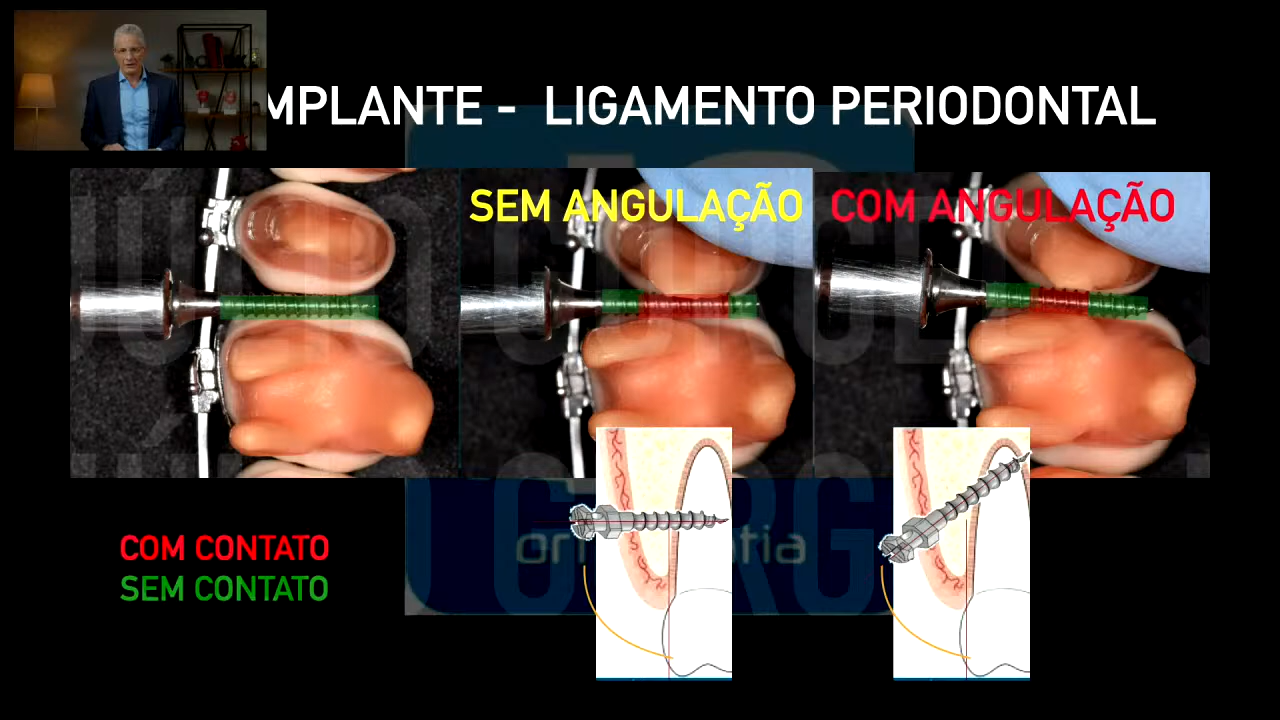 MPLANTE - LIGAMENTO PERIODONTAL
SEM ANGULAÇÃO
COM ANGULAÇÃO
COM CONTATO
SEM CONTATO